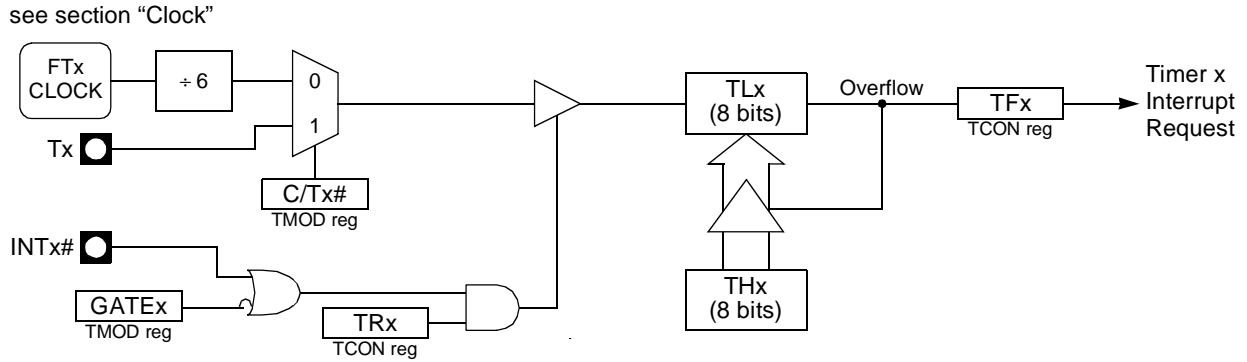 see section “Clock”
FTx
CLOCK
÷ 6
0
1
Tx
C/Tx#
TMOD reg
INTx#
GATEx
TMOD reg
TRx
TCON reg
TLx
(8 bits)
THx
(8 bits)
Overflow
TFx
TCON reg
Timer x
Interrupt
Request